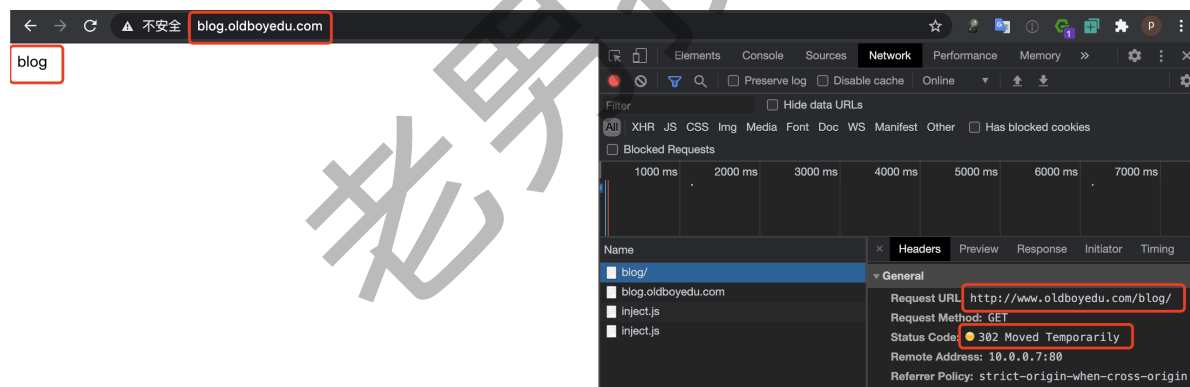 不安全 blog.oldboyedu.com
blog
Elements Console Sources Network Performance Memory »
Preserve log Disable cache Online
Filter Hide data URLs
All XHR JS CSS Img Media Font Doc WS Manifest Other Has blocked cookies
Blocked Requests
1000 ms 2000 ms 3000 ms 4000 ms 5000 ms 6000 ms 7000 ms
Name
blog/
blog.oldboyedu.com
inject.js
inject.js
× Headers Preview Response Initiator Timing
General
Request URL http://www.oldboyedu.com/blog/
Request Method: GET
Status Code: 302 Moved Temporarily
Remote Address: 10.0.0.7:80
Referrer Policy: strict-origin-when-cross-origin
老男